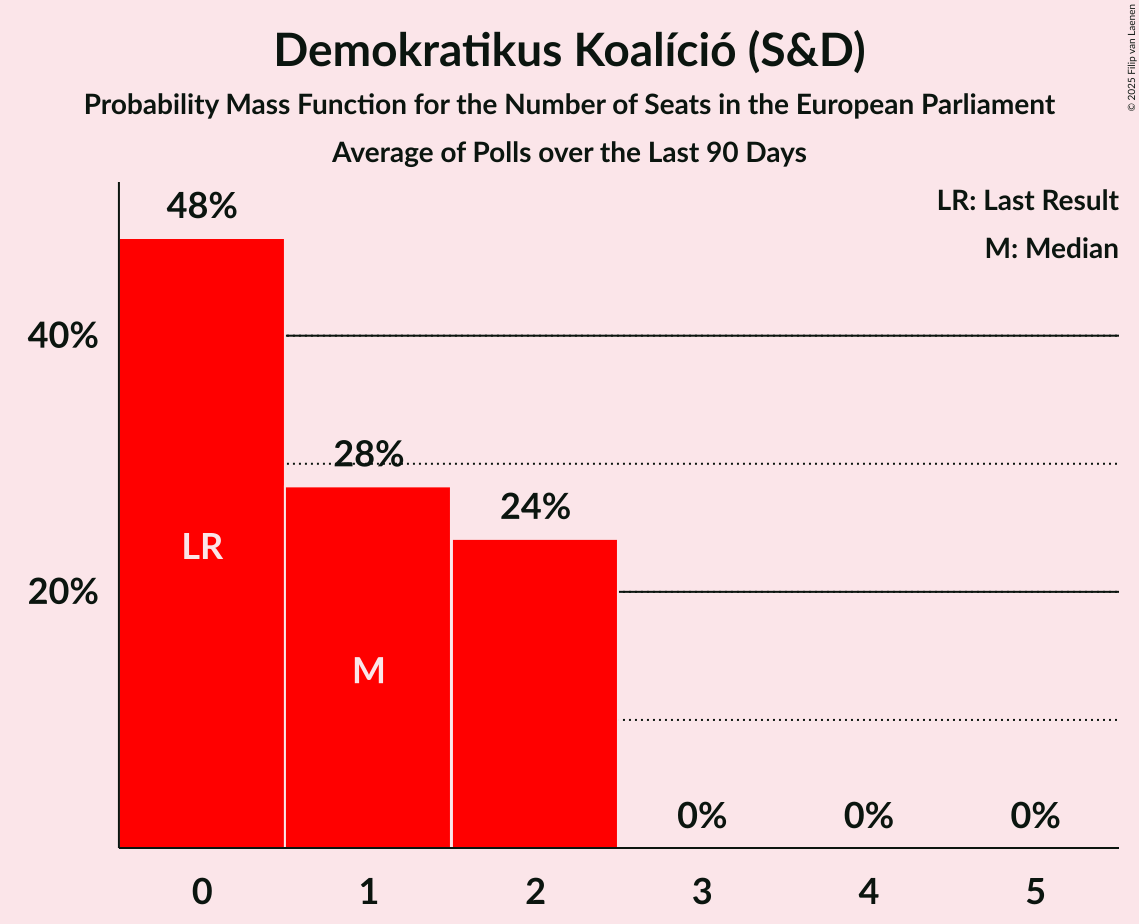 Demokratikus Koalíció (S&D)
Probability Mass Function for the Number of Seats in the European Parliament
Average of Polls over the Last 90 Days
© 2025 Filip van Laenen
LR: Last Result
M: Median
48%
40%
28%
24%
LR
20%
M
0% 0% 0%
0 1 2 3 4 5